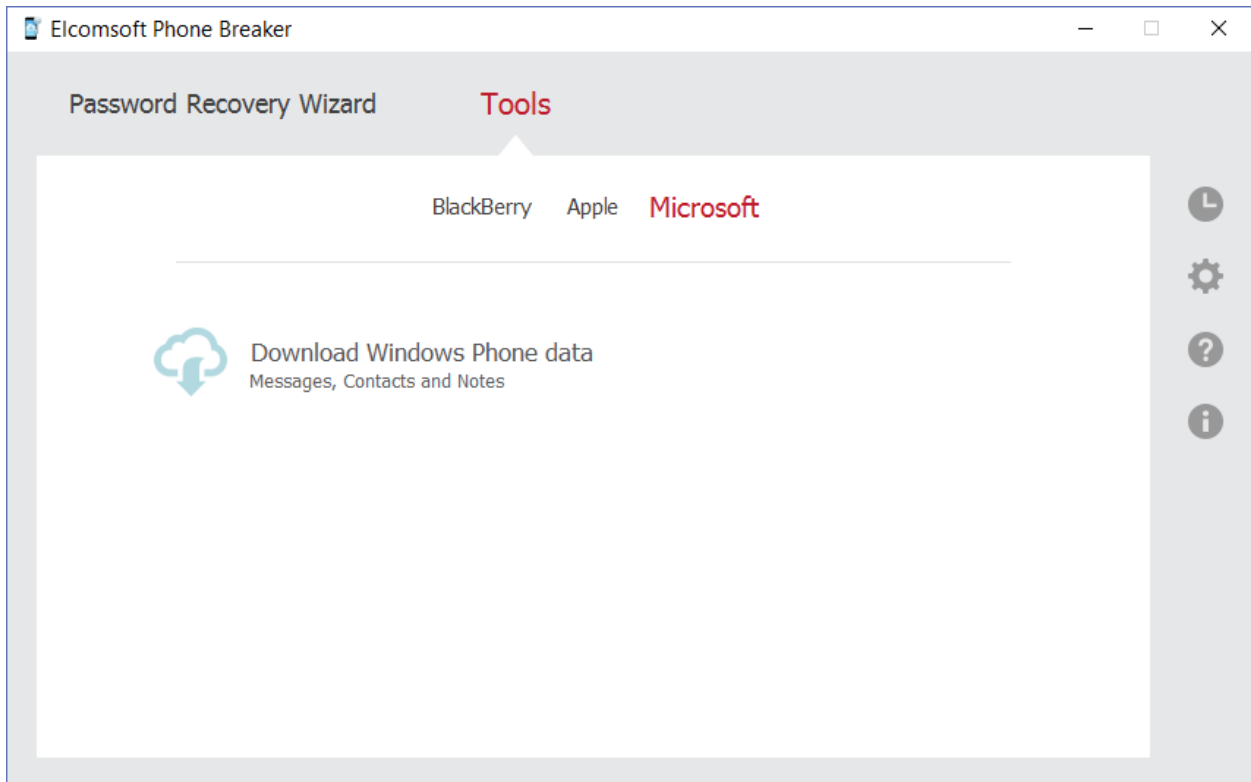 Elcomsoft Phone Breaker
Password Recovery Wizard Tools
BlackBerry Apple Microsoft
Download Windows Phone data
Messages, Contacts and Notes